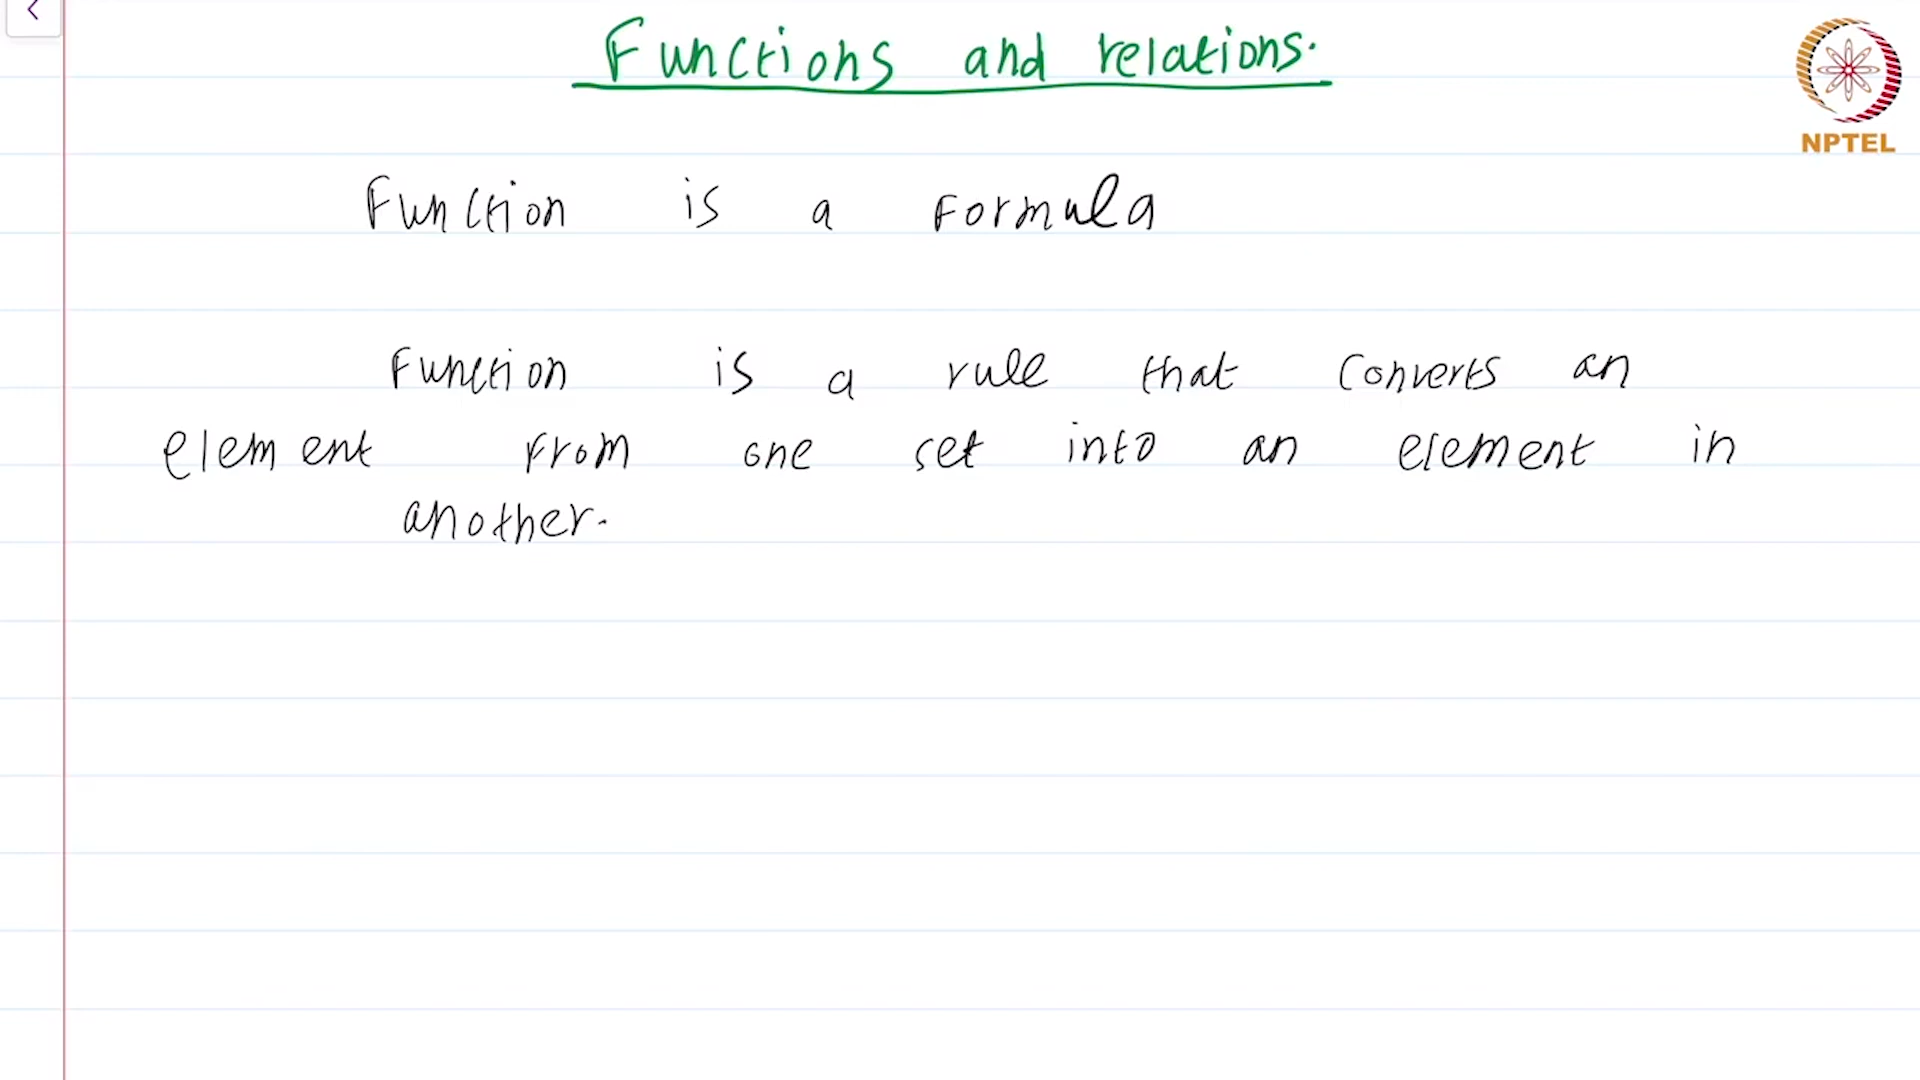 Functions and relations.
NPTEL
Function is a Formula
Function is a rule that converts an
element From one set into an element in
another.